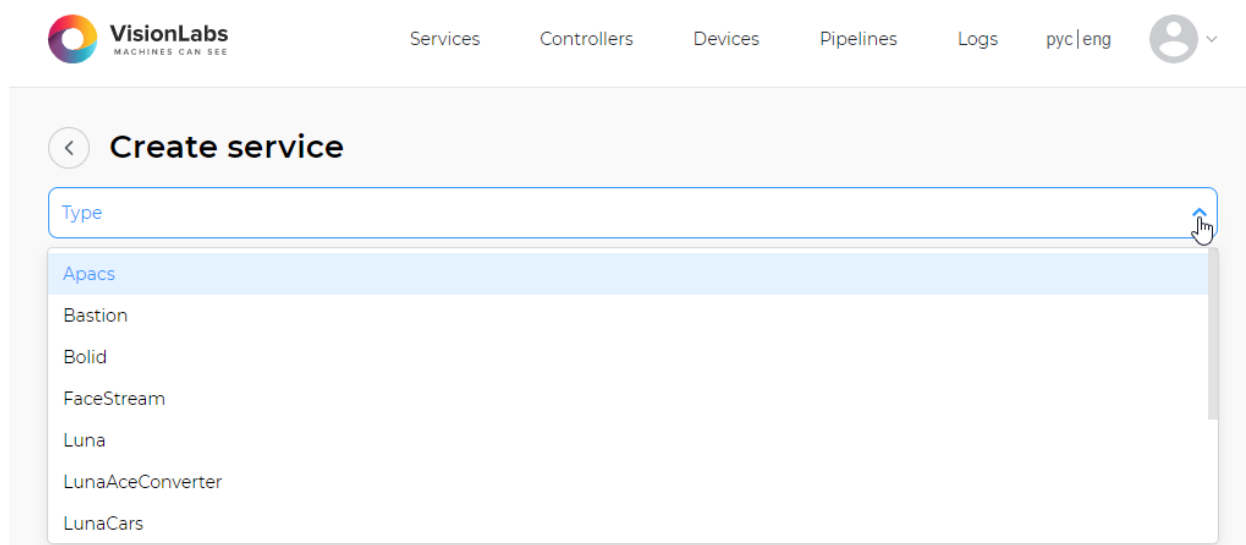 VisionLabs
MACHINES CAN SEE
Services Controllers Devices Pipelines Logs рус|eng
Create service
Type
Apacs
Bastion
Bolid
FaceStream
Luna
LunaAceConverter
LunaCars